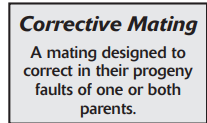 Corrective Mating
A mating designed to
correct in their progeny
faults of one or both
parents.